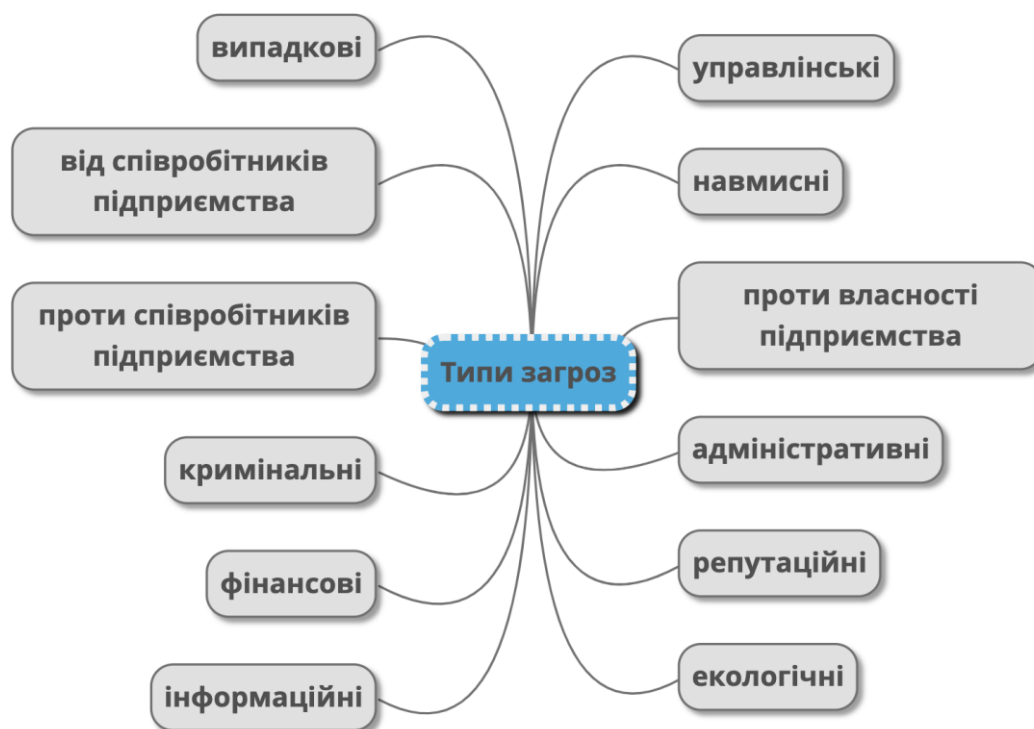 випадкові
від співробітників
підприємства
проти співробітників
підприємства
кримінальні
фінансові
інформаційні
Типи загроз
управлінські
навмисні
проти власності
підприємства
адміністративні
репутаційні
екологічні